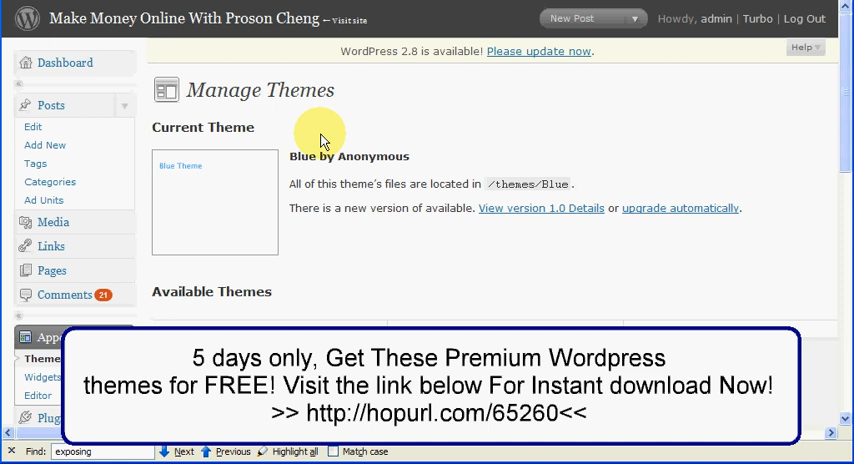 Make Money Online With Proson Cheng ← Visit site
New Post
Howdy, admin | Turbo | Log Out
WordPress 2.8 is available! Please update now.
Help
Dashboard
Manage Themes
Posts
Edit
Add New
Tags
Categories
Ad Units
Media
Links
Pages
Comments 21
Current Theme
Blue Theme
Blue by Anonymous
All of this theme's files are located in /themes/Blue.
There is a new version of available. View version 1.0 Details or upgrade automatically.
Available Themes
Widgets
Editor
5 days only, Get These Premium Wordpress
themes for FREE! Visit the link below For Instant download Now!
>> http://hopurl.com/65260<<
Find: exposing Next Previous Highlight all Match case